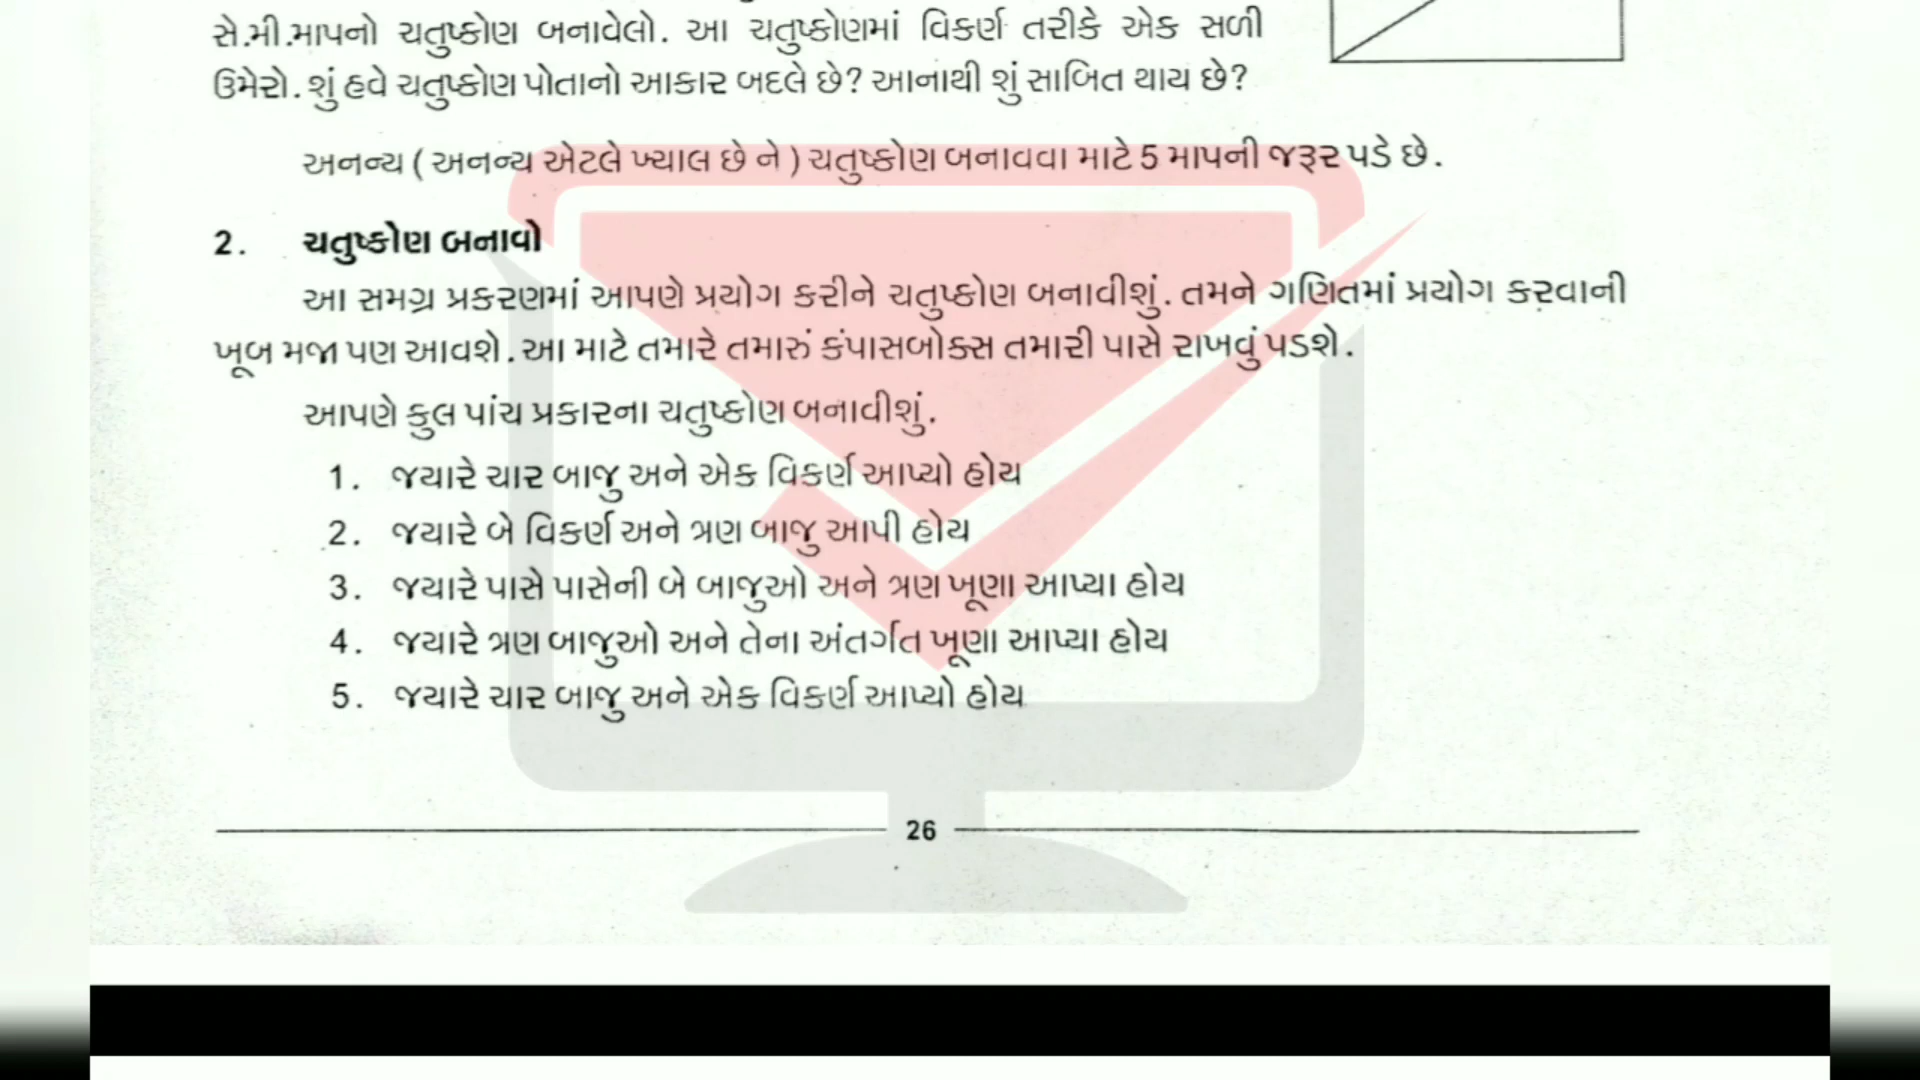 સે.મી.માપનો ચતુષ્કોણ બનાવેલો. આ ચતુષ્કોણમાં વિકર્ણ તરીકે એક સળી
ઉમેરો. શું હવે ચતુષ્કોણ પોતાનો આકાર બદલે છે? આનાથી શું સાબિત થાય છે?
અનન્ય ( અનન્ય એટલે ખ્યાલ છે ને ) ચતુષ્કોણ બનાવવા માટે 5 માપની જરૂર પડે છે.
2. ચતુષ્કોણ બનાવો
આ સમગ્ર પ્રકરણમાં આપણે પ્રયોગ કરીને ચતુષ્કોણ બનાવીશું. તમને ગણિતમાં પ્રયોગ કરવાની
ખૂબ મજા પણ આવશે. આ માટે તમારે તમારું કંપાસબોક્સ તમારી પાસે રાખવું પડશે.
આપણે કુલ પાંચ પ્રકારના ચતુષ્કોણ બનાવીશું.
1. જયારે ચાર બાજુ અને એક વિકર્ણ આપ્યો હોય
2. જયારે બે વિકર્ણ અને ત્રણ બાજુ આપી હોય
3. જયારે પાસે પાસેની બે બાજુઓ અને ત્રણ ખૂણા આપ્યા હોય
4. જયારે ત્રણ બાજુઓ અને તેના અંતર્ગત ખૂણા આપ્યા હોય
5. જયારે ચાર બાજુ અને એક વિકર્ણ આપ્યો હોય
26